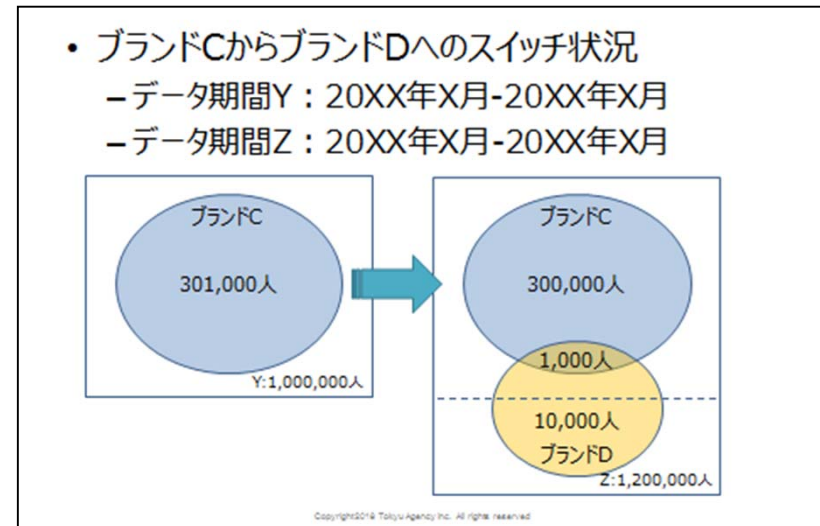 • ブランドCからブランドDへのスイッチ状況
–データ期間Y：20XX年X月-20XX年X月
–データ期間Z：20XX年X月-20XX年X月
ブランドC
301,000人
Y:1,000,000人
ブランドC
300,000人
1,000人
10,000人
ブランドD
Z:1,200,000人
Copyright2019 Tokyu Agency Inc. All rights reserved